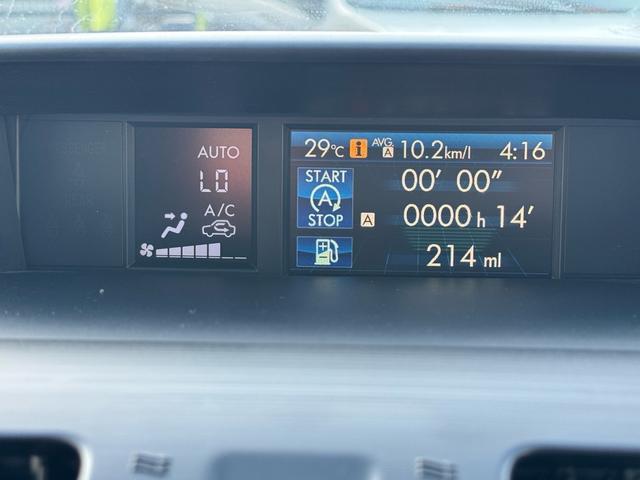 AUTO
LO
A/C
29℃ i AVG. A 10.2km/l 4:16
START
A
STOP
00' 00"
A 0000h 14'
214 ml